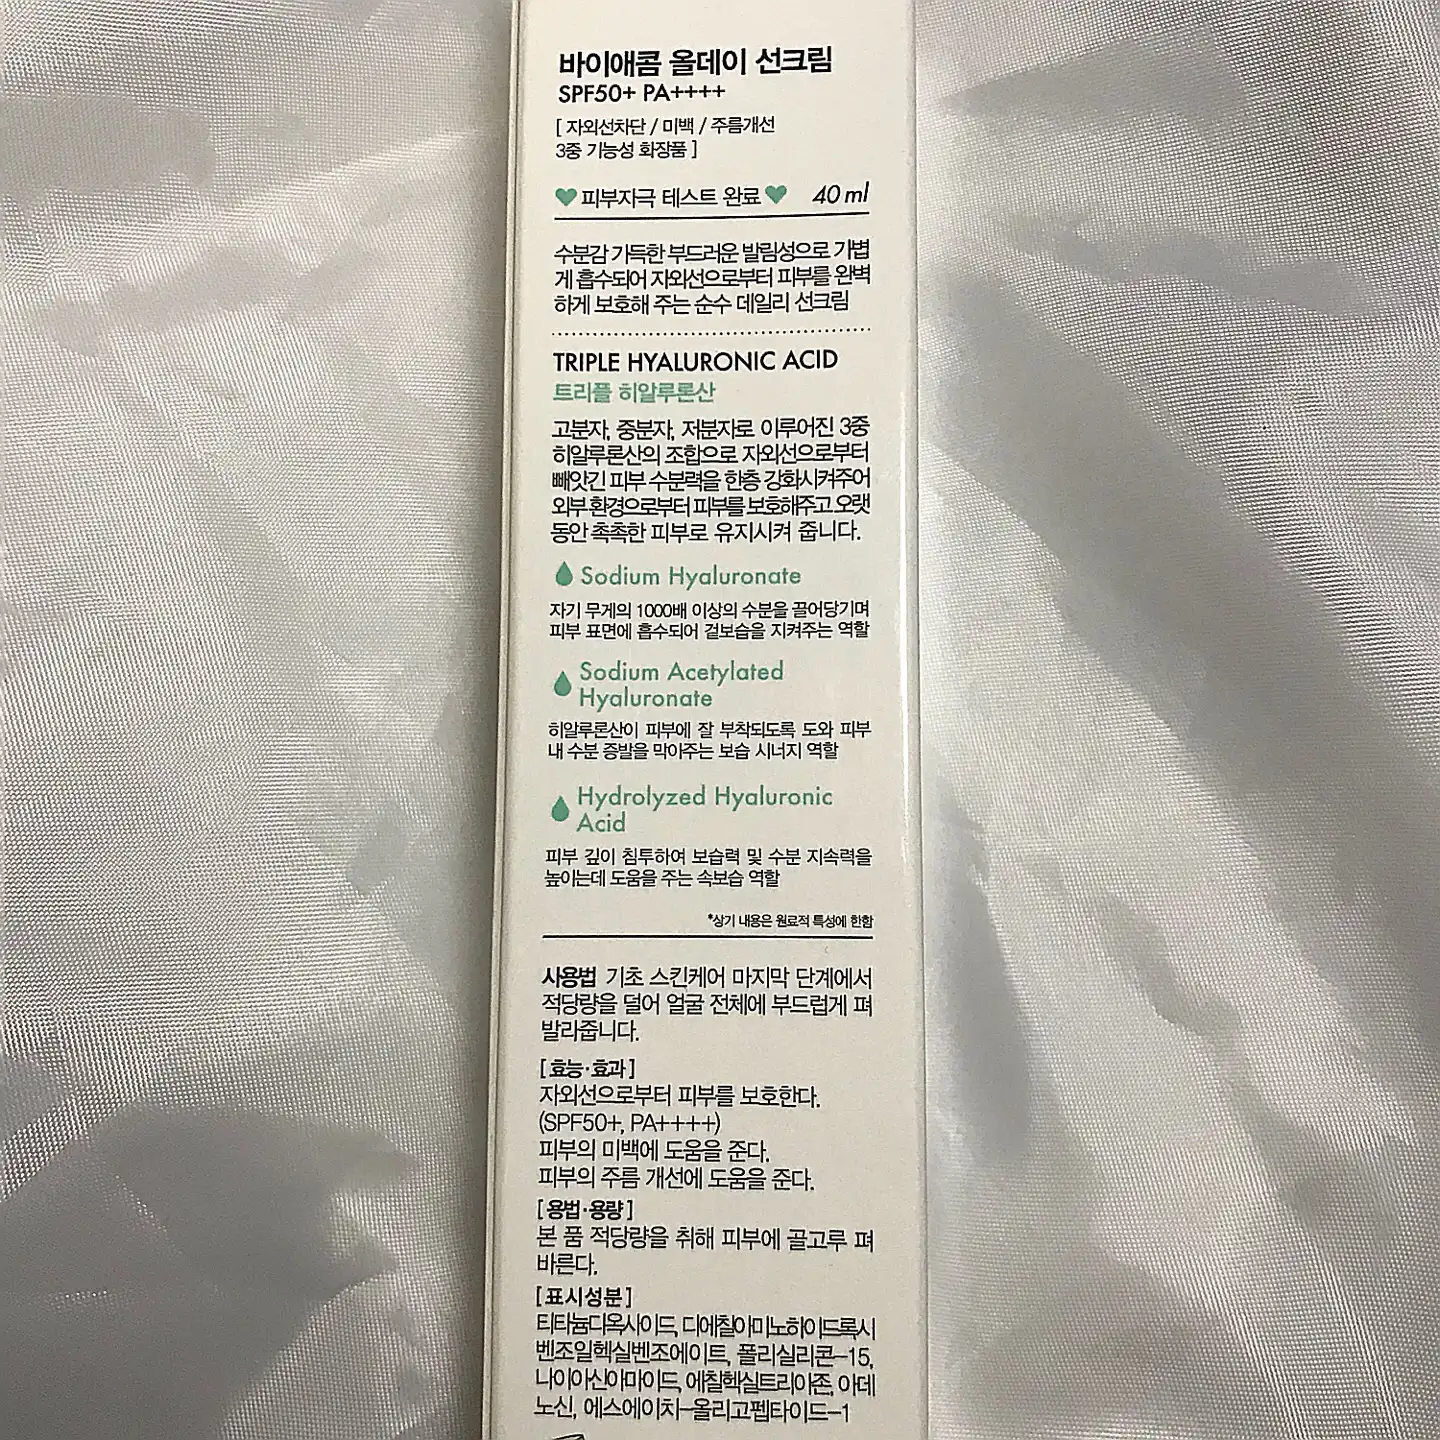 바이애콤 올데이 선크림
SPF50+ PA++++
[ 자외선차단 / 미백 / 주름개선
3중 기능성 화장품 ]
피부자극 테스트 완료 40 ml
수분감 가득한 부드러운 발림성으로 가볍
게 흡수되어 자외선으로부터 피부를 완벽
하게 보호해 주는 순수 데일리 선크림
TRIPLE HYALURONIC ACID
트리플 히알루론산
고분자, 중분자, 저분자로 이루어진 3중
히알루론산의 조합으로 자외선으로부터
빼앗긴 피부 수분력을 한층 강화시켜주어
외부 환경으로부터 피부를 보호해주고 오랫
동안 촉촉한 피부로 유지시켜 줍니다.
Sodium Hyaluronate
자기 무게의 1000배 이상의 수분을 끌어당기며
피부 표면에 흡수되어 겉보습을 지켜주는 역할
Sodium Acetylated
Hyaluronate
히알루론산이 피부에 잘 부착되도록 도와 피부
내 수분 증발을 막아주는 보습 시너지 역할
Hydrolyzed Hyaluronic
Acid
피부 깊이 침투하여 보습력 및 수분 지속력을
높이는데 도움을 주는 속보습 역할
*상기 내용은 원료적 특성에 한함
사용법 기초 스킨케어 마지막 단계에서
적당량을 덜어 얼굴 전체에 부드럽게 펴
발라줍니다.
[ 효능·효과 ]
자외선으로부터 피부를 보호한다.
(SPF50+, PA++++)
피부의 미백에 도움을 준다.
피부의 주름 개선에 도움을 준다.
[ 용법·용량 ]
본 품 적당량을 취해 피부에 골고루 펴
바른다.
[ 표시성분 ]
티타늄디옥사이드, 디에칠아미노하이드록시
벤조일헥실벤조에이트, 폴리실리콘-15,
나이아신아마이드, 에칠헥실트리아존, 아데
노신, 에스에이치-올리고펩타이드-1